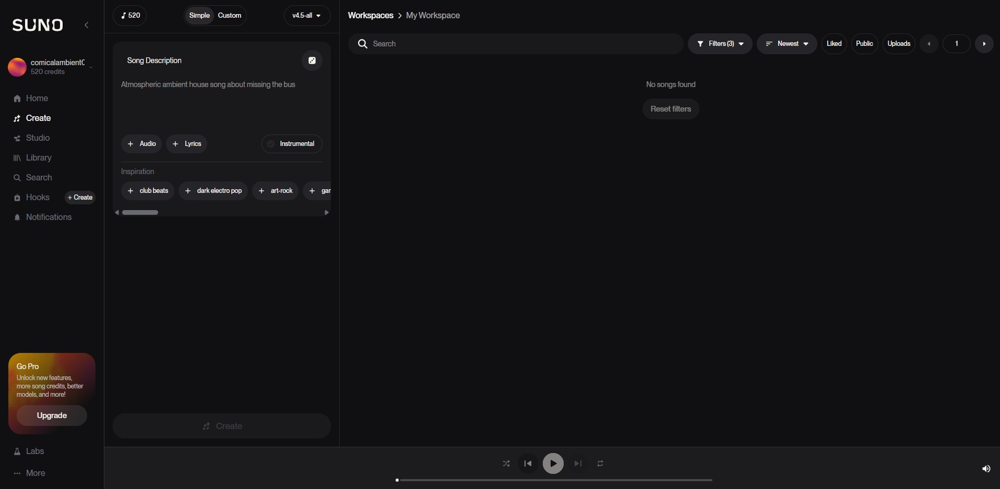 SUNO
comicalambient
520 credits
Home
Create
Studio
Library
Search
Hooks
+ Create
Notifications
Go Pro
Unlock new features,
more song credits, better
models, and more!
Upgrade
Labs
More
520
Simple
Custom
v4.5-all
Song Description
Atmospheric ambient house song about missing the bus
+ Audio
+ Lyrics
Instrumental
Inspiration
+ club beats
+ dark electro pop
+ art-rock
+ gar
Create
Workspaces > My Workspace
Search
Filters (3)
Newest
Liked
Public
Uploads
1
No songs found
Reset filters